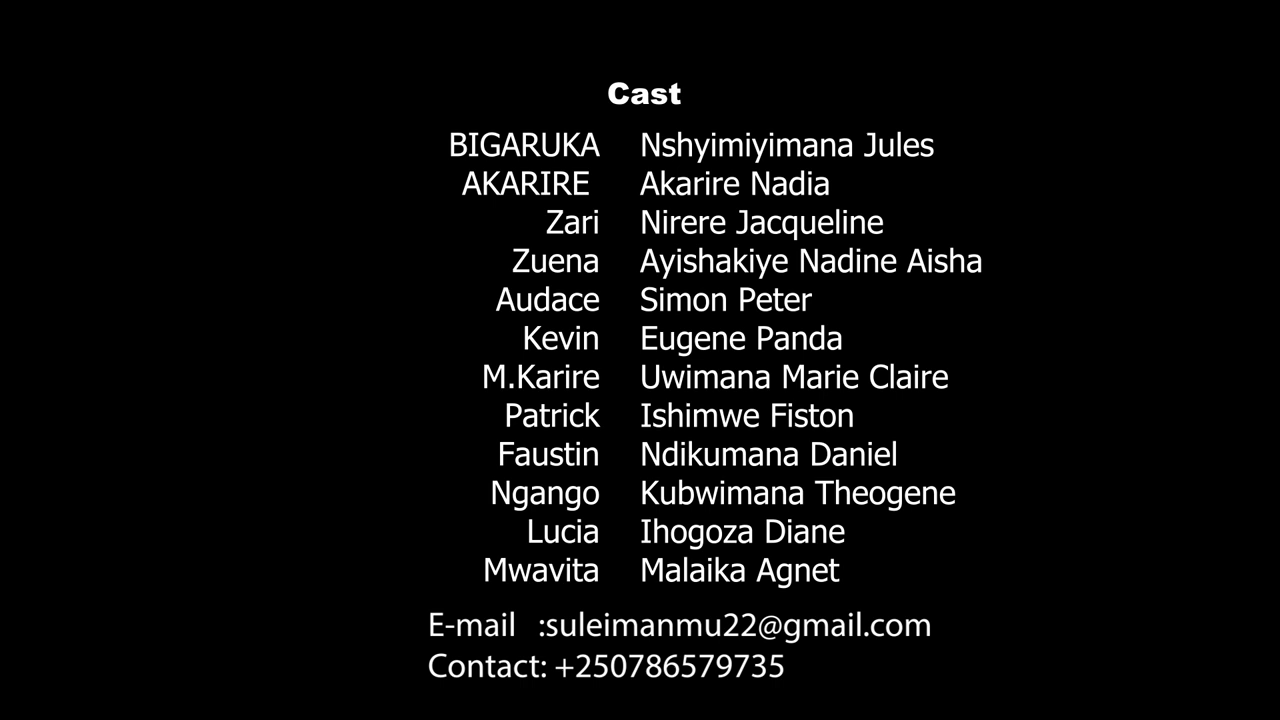 Cast
BIGARUKA Nshyimiyimana Jules
AKARIRE Akarire Nadia
Zari Nirere Jacqueline
Zuena Ayishakiye Nadine Aisha
Audace Simon Peter
Kevin Eugene Panda
M.Karire Uwimana Marie Claire
Patrick Ishimwe Fiston
Faustin Ndikumana Daniel
Ngango Kubwimana Theogene
Lucia Ihogoza Diane
Mwavita Malaika Agnet
E-mail :suleimanmu22@gmail.com
Contact: +250786579735